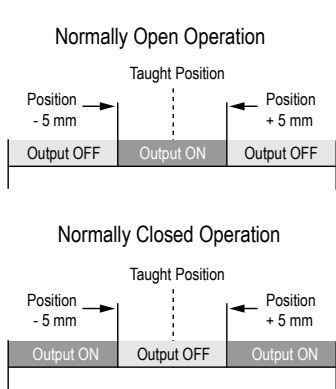 Normally Open Operation
Taught Position
Position
- 5 mm
Position
+ 5 mm
Output OFF
Output ON
Output OFF
Normally Closed Operation
Taught Position
Position
- 5 mm
Position
+ 5 mm
Output ON
Output OFF
Output ON